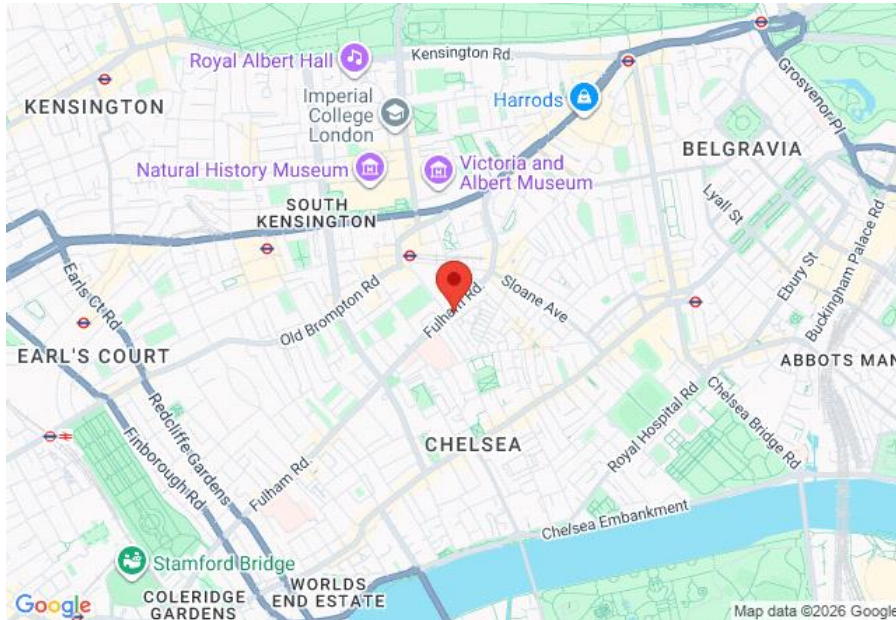 Royal Albert Hall
Kensington Rd.
Grosvenor Pl
KENSINGTON
Imperial
College
London
Harrods
BELGRAVIA
Natural History Museum
Victoria and
Albert Museum
SOUTH
KENSINGTON
Lyall St
Buckingham Palace Rd
Ebury St
Earls Ct Rd
Old Brompton Rd
Fulham Rd.
Sloane Ave
EARL'S COURT
ABBOTS MAN
Redcliffe Gardens
Finborough Rd
CHELSEA
Royal Hospital Rd
Chelsea Bridge Rd
Fulham Rd.
Chelsea Embankment
Stamford Bridge
COLERIDGE
GARDENS
WORLDS
END ESTATE
Google
Map data ©2026 Google